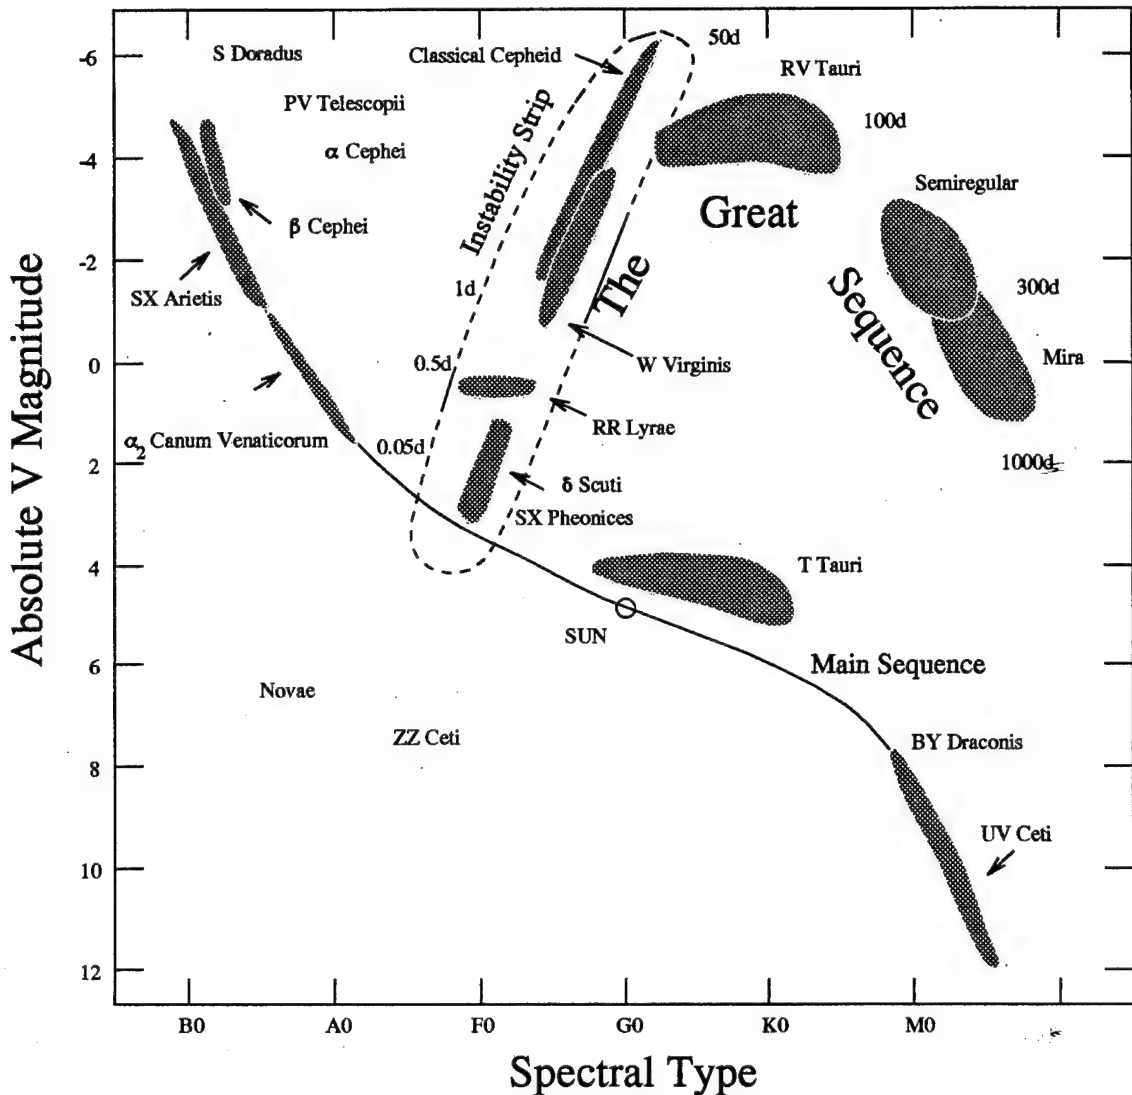 -6
-4
-2
0
2
4
6
8
10
12
Absolute V Magnitude
S Doradus
Classical Cepheid
50d
RV Tauri
PV Telescopii
100d
α Cephei
Instability Strip
Semiregular
β Cephei
The
Great
Sequence
SX Arietis
1d
300d
W Virginis
Mira
0.5d
RR Lyrae
α2 Canum Venaticorum
0.05d
1000d
δ Scuti
SX Pheonices
T Tauri
SUN
Main Sequence
Novae
ZZ Ceti
BY Draconis
UV Ceti
B0
A0
F0
G0
K0
M0
Spectral Type